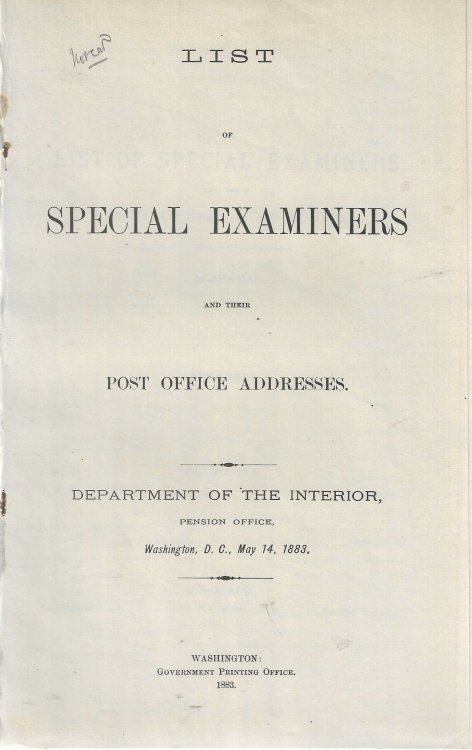 LIST
OF
SPECIAL EXAMINERS
AND THEIR
POST OFFICE ADDRESSES.
DEPARTMENT OF THE INTERIOR,
PENSION OFFICE,
Washington, D. C., May 14, 1883.
WASHINGTON:
GOVERNMENT PRINTING OFFICE.
1883.